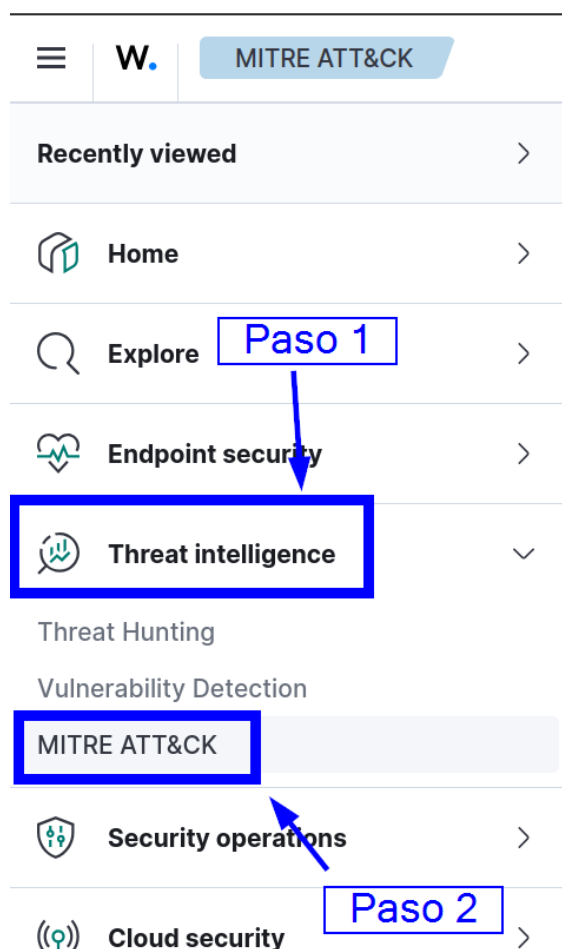 W. MITRE ATT&CK
Recently viewed
Home
Explore
Paso 1
Endpoint security
Threat intelligence
Threat Hunting
Vulnerability Detection
MITRE ATT&CK
Security operations
Paso 2
Cloud security